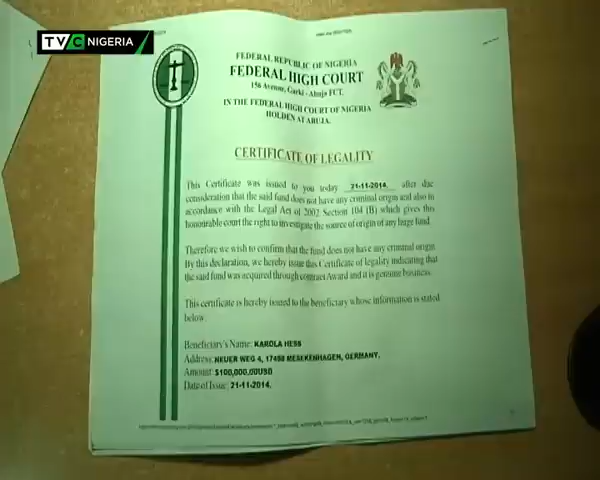 TVC NIGERIA
FEDERAL REPUBLIC OF NIGERIA
FEDERAL HIGH COURT
156 Avenue, Garki - Abuja FCT.
IN THE FEDERAL HIGH COURT OF NIGERIA
HOLDEN AT ABUJA.
CERTIFICATE OF LEGALITY
This Certificate was issued to you today 21-11-2014, after due
consideration that the said fund does not have any criminal origin and also in
accordance with the Legal Act of 2002 Section 104 (B) which gives this
honourable court the right to investigate the source of origin of any large fund.
Therefore we wish to confirm that the fund does not have any criminal origin
By this declaration, we hereby issue this Certificate of legality indicating that
the said fund was acquired through contract Award and it is genuine business.
This certificate is hereby issued to the beneficiary whose information is stated
below.
Beneficiary's Name: KAROLA HESS
Address: NEUER WEG 4, 17498 MESEKENHAGEN, GERMANY.
Amount: $100,000,00USD
Date of Issue: 21-11-2014.